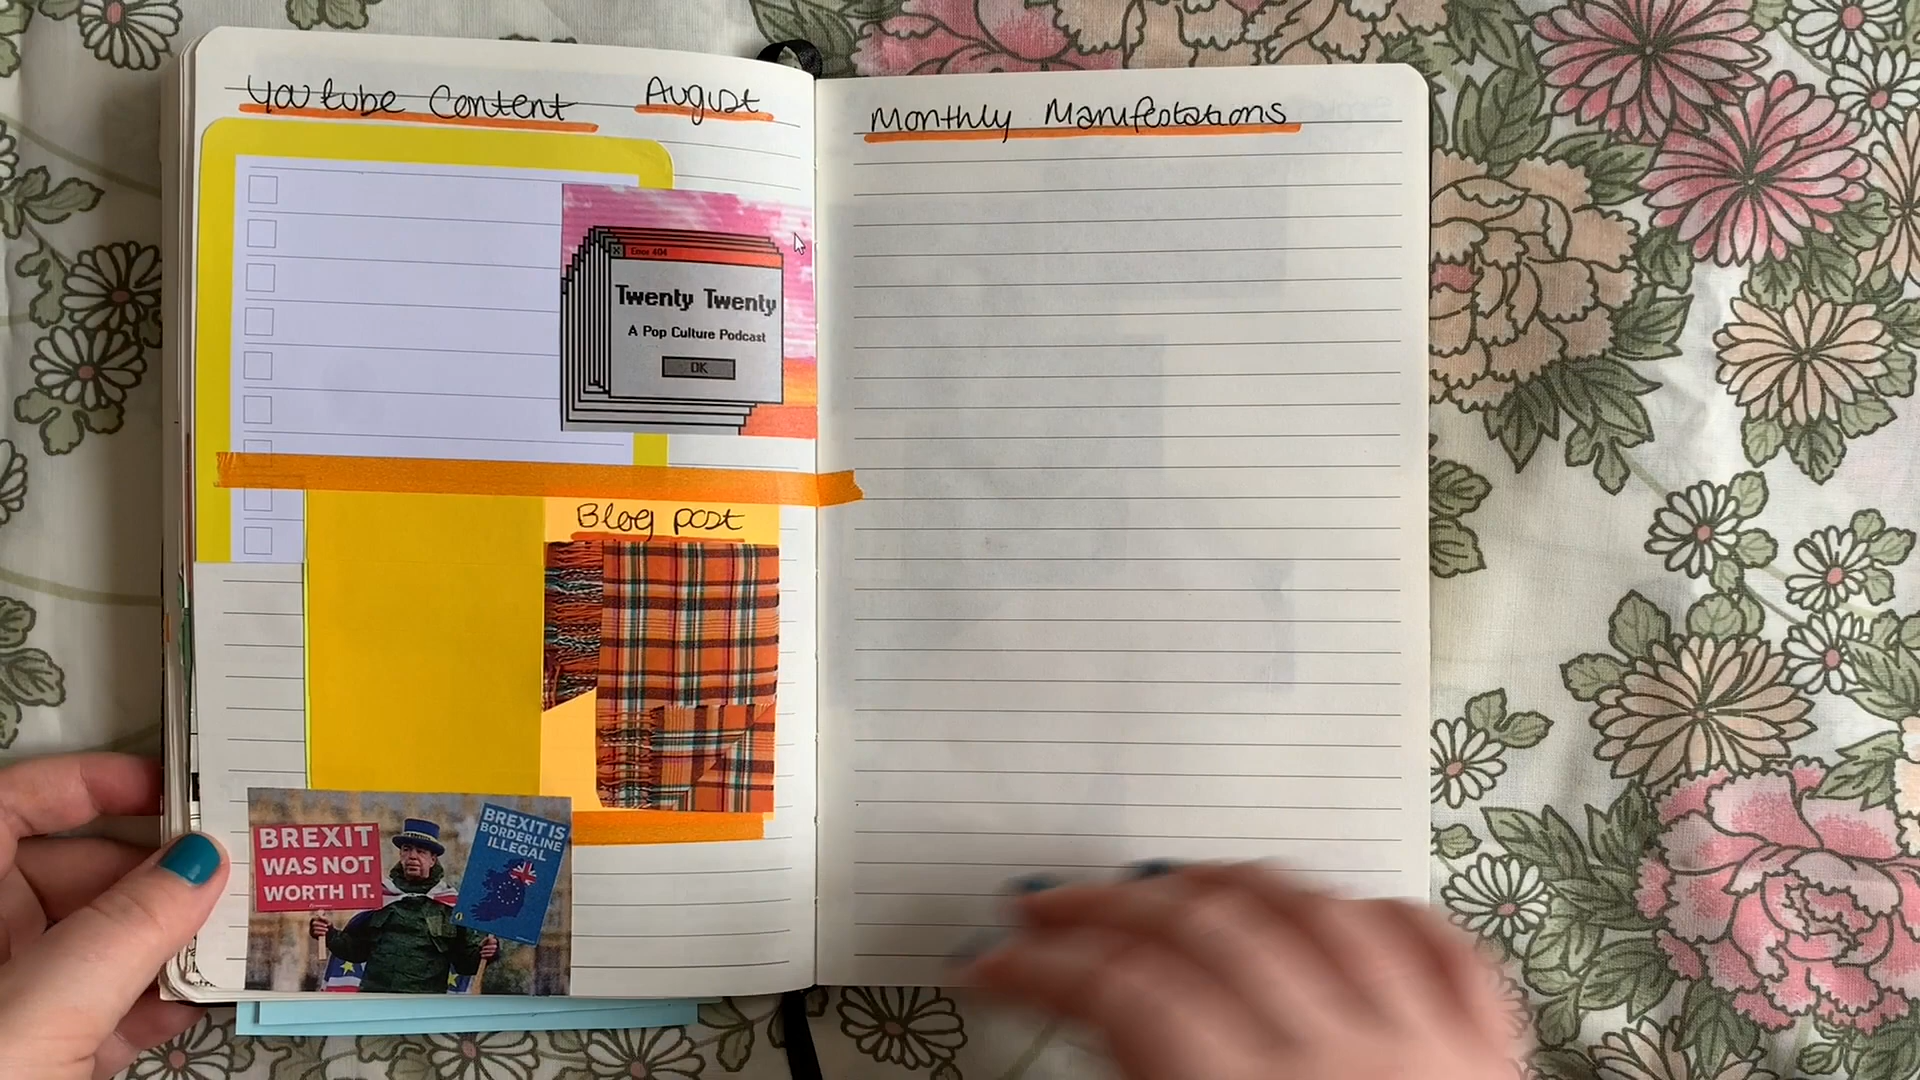 YouTube Content August
Error 404
Twenty Twenty
A Pop Culture Podcast
OK
Blog post
BREXIT
WAS NOT
WORTH IT.
BREXIT IS
BORDERLINE
ILLEGAL
Monthly Manifestations